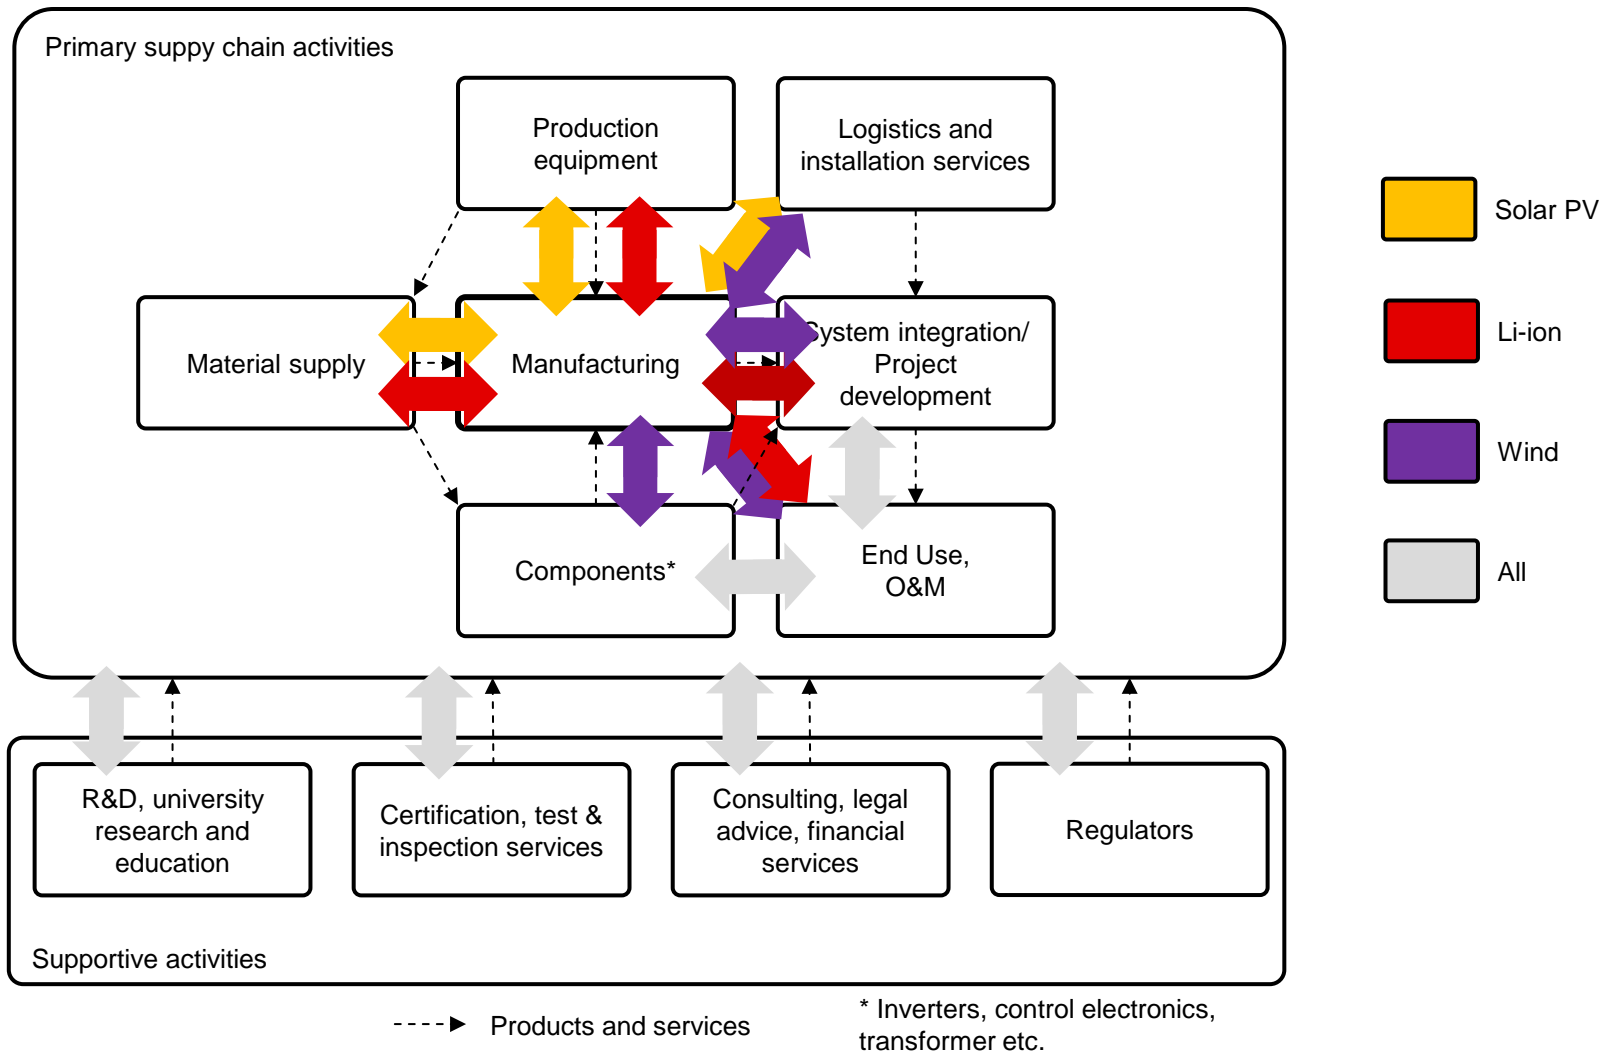 Primary suppy chain activities
Production
equipment
Logistics and
installation services
Material supply
Manufacturing
System integration/
Project
development
Components*
End Use,
O&M
Solar PV
Li-ion
Wind
All
R&D, university
research and
education
Certification, test &
inspection services
Consulting, legal
advice, financial
services
Regulators
Supportive activities
Products and services
* Inverters, control electronics,
transformer etc.